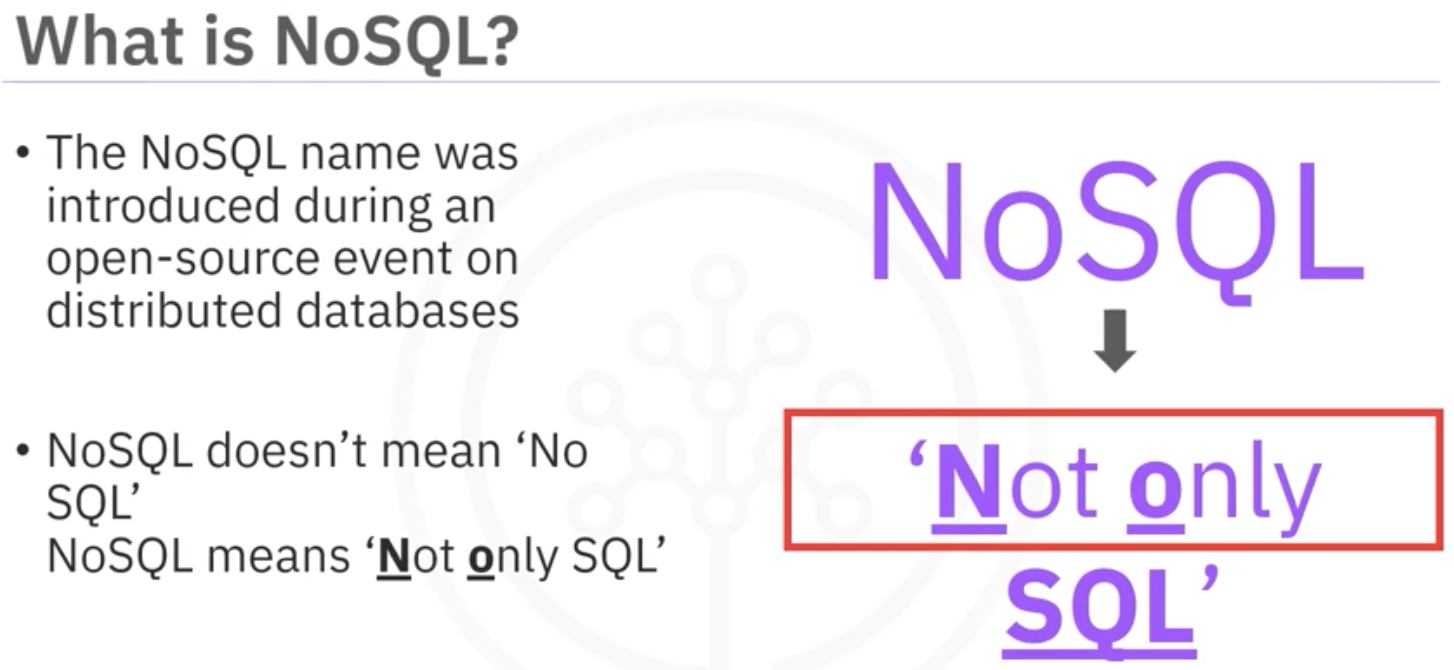 What is NoSQL?
• The NoSQL name was
introduced during an
open-source event on
distributed databases
• NoSQL doesn’t mean ‘No
SQL’
NoSQL means ‘Not only SQL’
NoSQL
‘Not only
SQL’